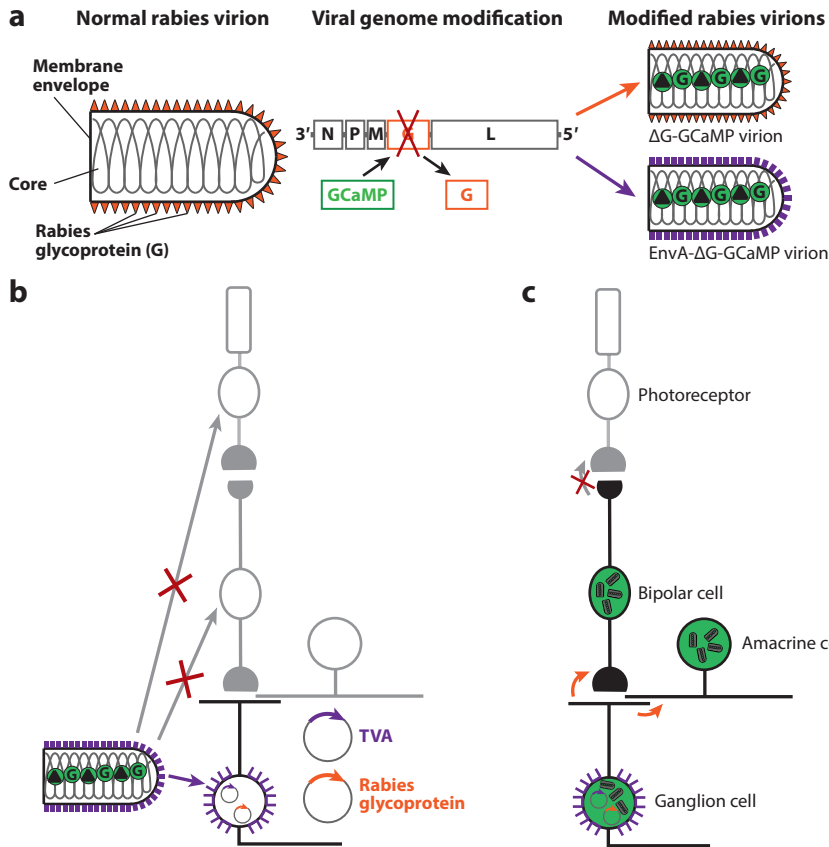 a
Normal rabies virion
Viral genome modification
Modified rabies virions
Membrane
envelope
Core
Rabies
glycoprotein (G)
3′ N P M G L 5′
GCaMP
G
▲G▲G▲G
ΔG-GCaMP virion
▲G▲G▲G
EnvA-ΔG-GCaMP virion
b
TVA
Rabies
glycoprotein
▲G▲G▲G
c
Photoreceptor
Bipolar cell
Amacrine c
Ganglion cell